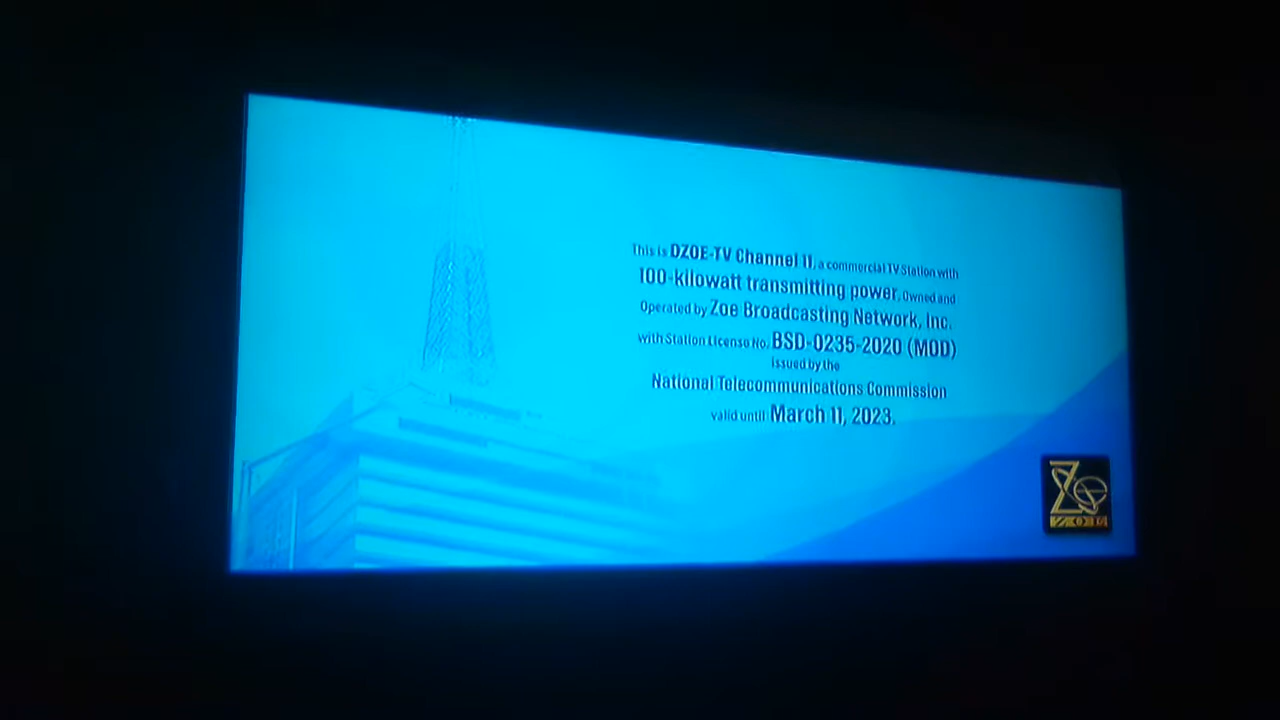 This is DZOE-TV Channel 11, a commercial TV Station with
100-kilowatt transmitting power, Owned and
Operated by Zoe Broadcasting Network, Inc.
with Station License No. BSD-0235-2020 (MOD)
issued by the
National Telecommunications Commission
valid until March 11, 2023.